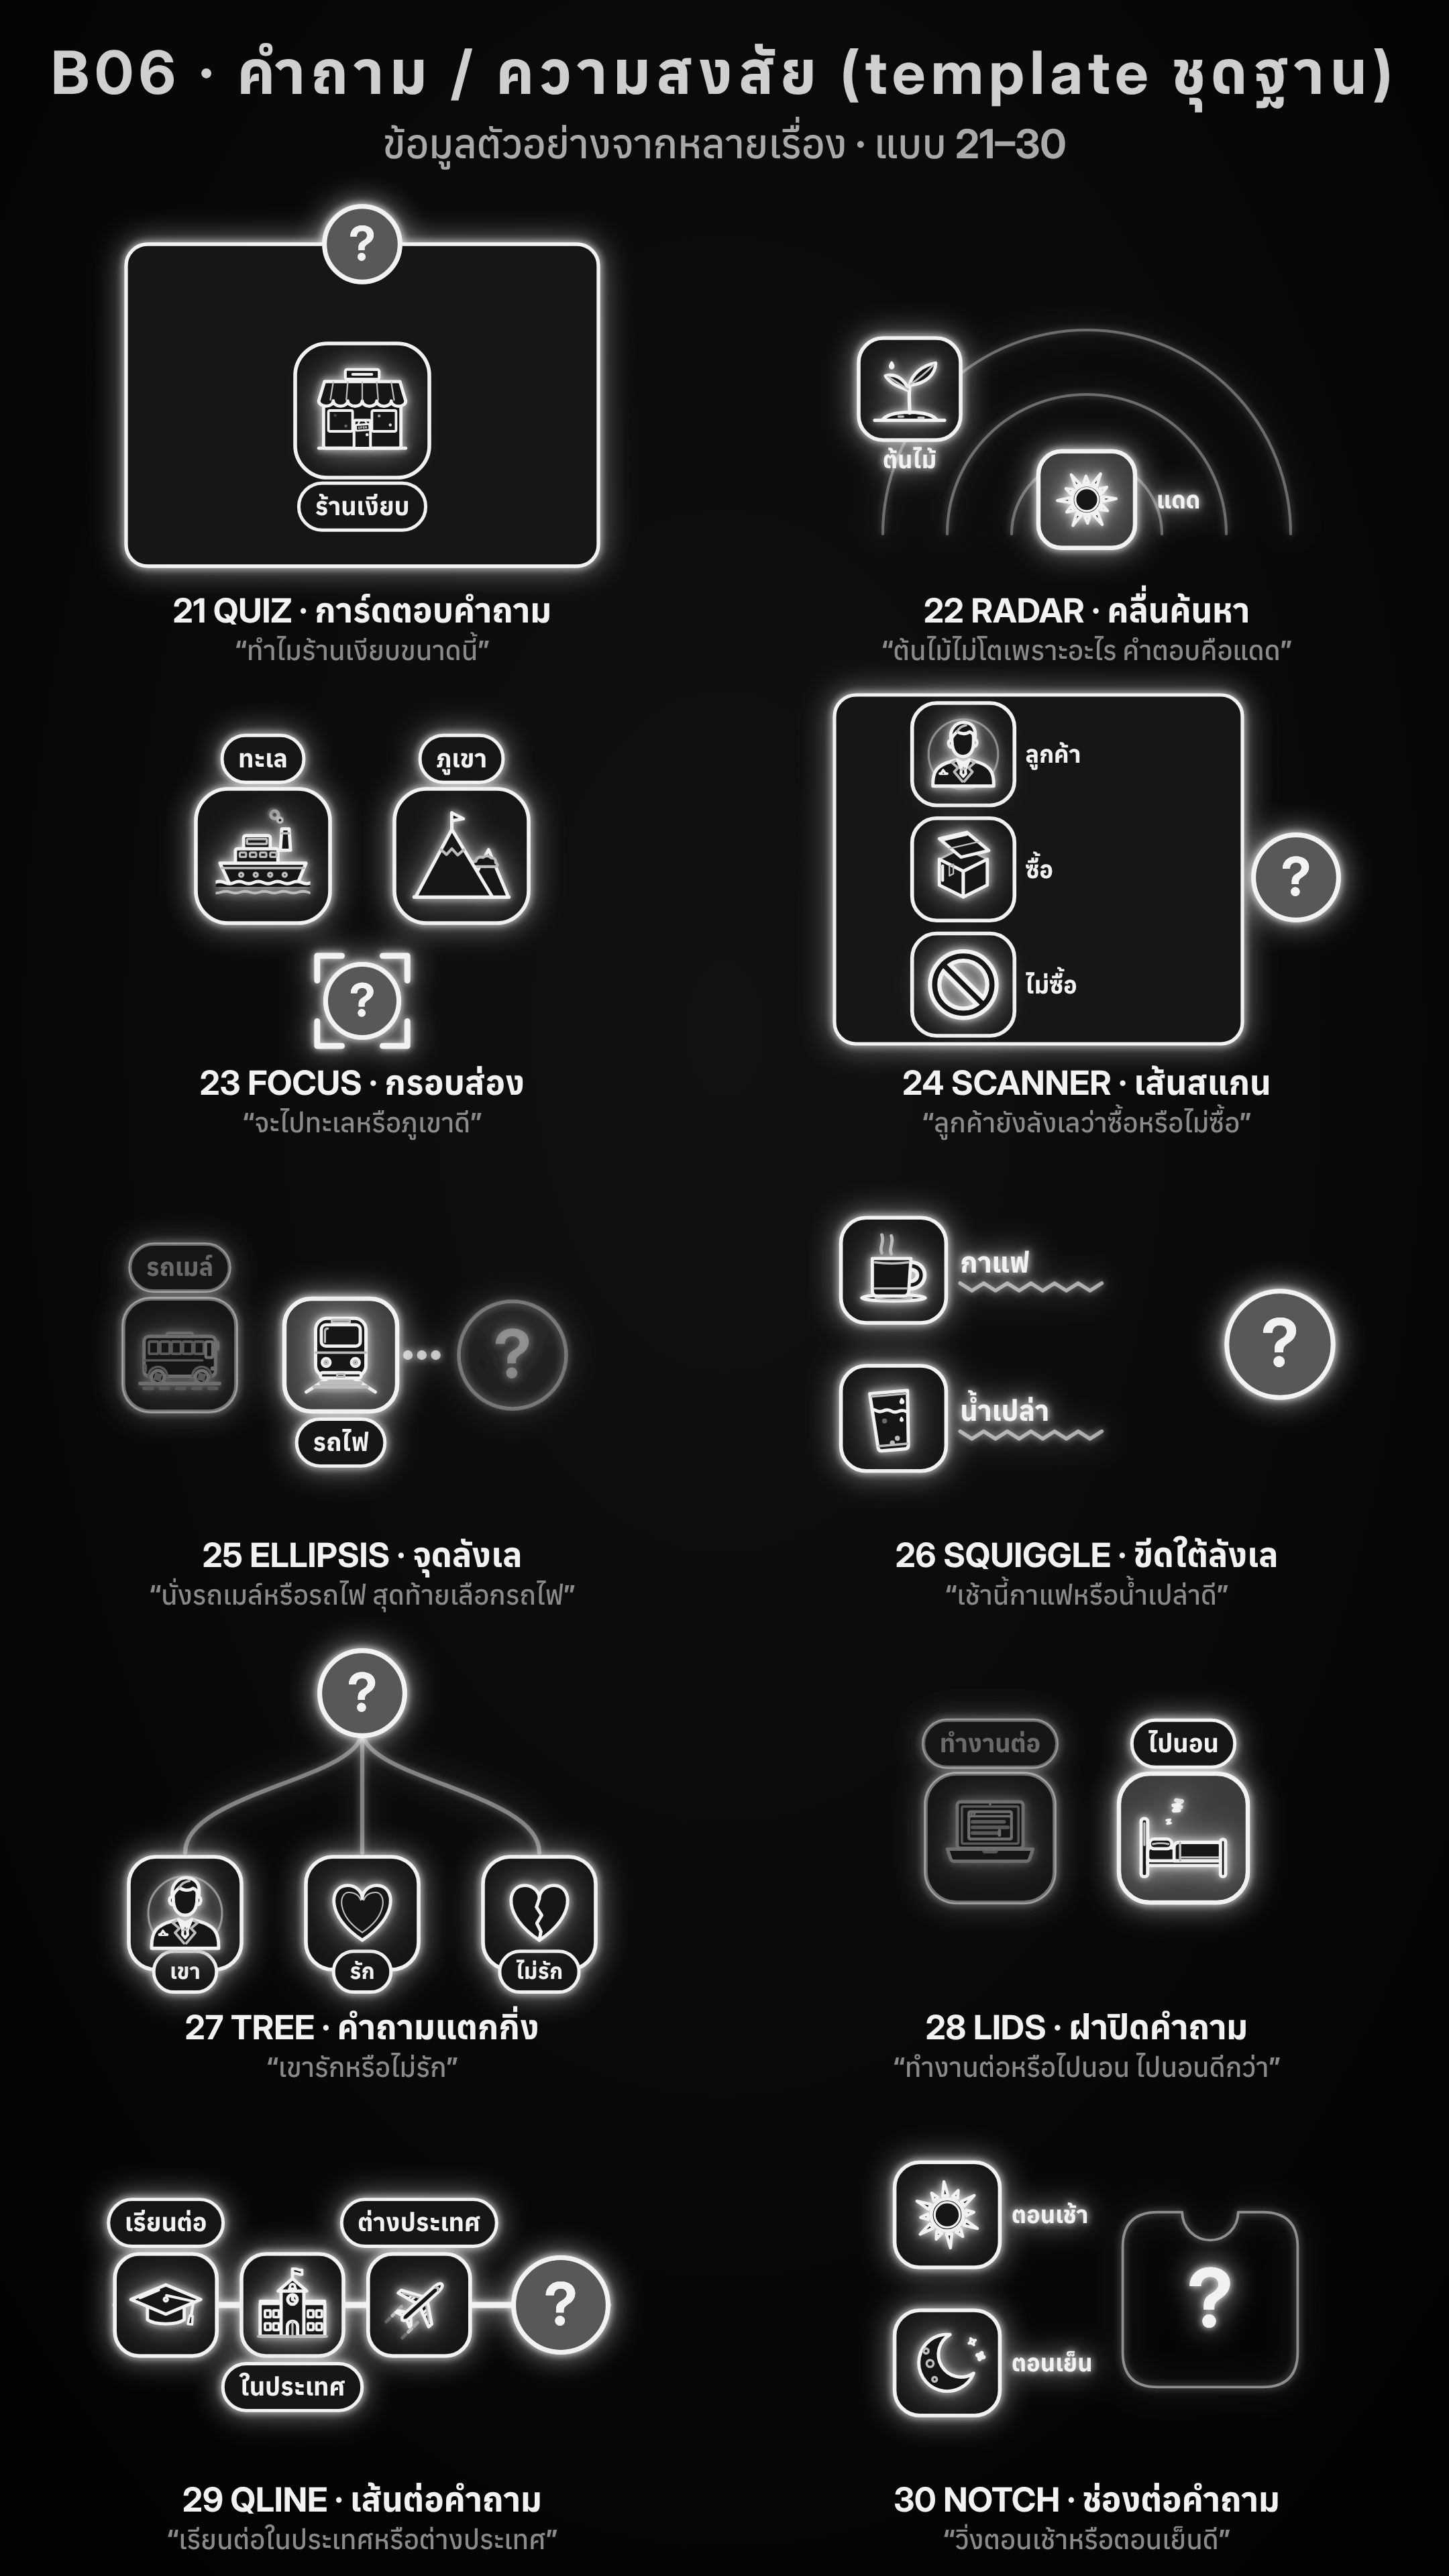 B06 · คำถาม / ความสงสัย (template ชุดฐาน)
ข้อมูลตัวอย่างจากหลายเรื่อง · แบบ 21–30
?
ร้านเงียบ
21 QUIZ · การ์ดตอบคำถาม
“ทำไมร้านเงียบขนาดนี้”
ต้นไม้
แดด
22 RADAR · คลื่นค้นหา
“ต้นไม้ไม่โตเพราะอะไร คำตอบคือแดด”
ทะเล
ภูเขา
?
23 FOCUS · กรอบส่อง
“จะไปทะเลหรือภูเขาดี”
ลูกค้า
ซื้อ
ไม่ซื้อ
?
24 SCANNER · เส้นสแกน
“ลูกค้ายังลังเลว่าซื้อหรือไม่ซื้อ”
รถเมล์
รถไฟ
?
25 ELLIPSIS · จุดลังเล
“นั่งรถเมล์หรือรถไฟ สุดท้ายเลือกรถไฟ”
กาแฟ
น้ำเปล่า
?
26 SQUIGGLE · ขีดใต้ลังเล
“เช้านี้กาแฟหรือน้ำเปล่าดี”
?
เขา
รัก
ไม่รัก
27 TREE · คำถามแตกกิ่ง
“เขารักหรือไม่รัก”
ทำงานต่อ
ไปนอน
28 LIDS · ฝาปิดคำถาม
“ทำงานต่อหรือไปนอน ไปนอนดีกว่า”
เรียนต่อ
ต่างประเทศ
?
ในประเทศ
29 QLINE · เส้นต่อคำถาม
“เรียนต่อในประเทศหรือต่างประเทศ”
ตอนเช้า
ตอนเย็น
?
30 NOTCH · ช่องต่อคำถาม
“วิ่งตอนเช้าหรือตอนเย็นดี”